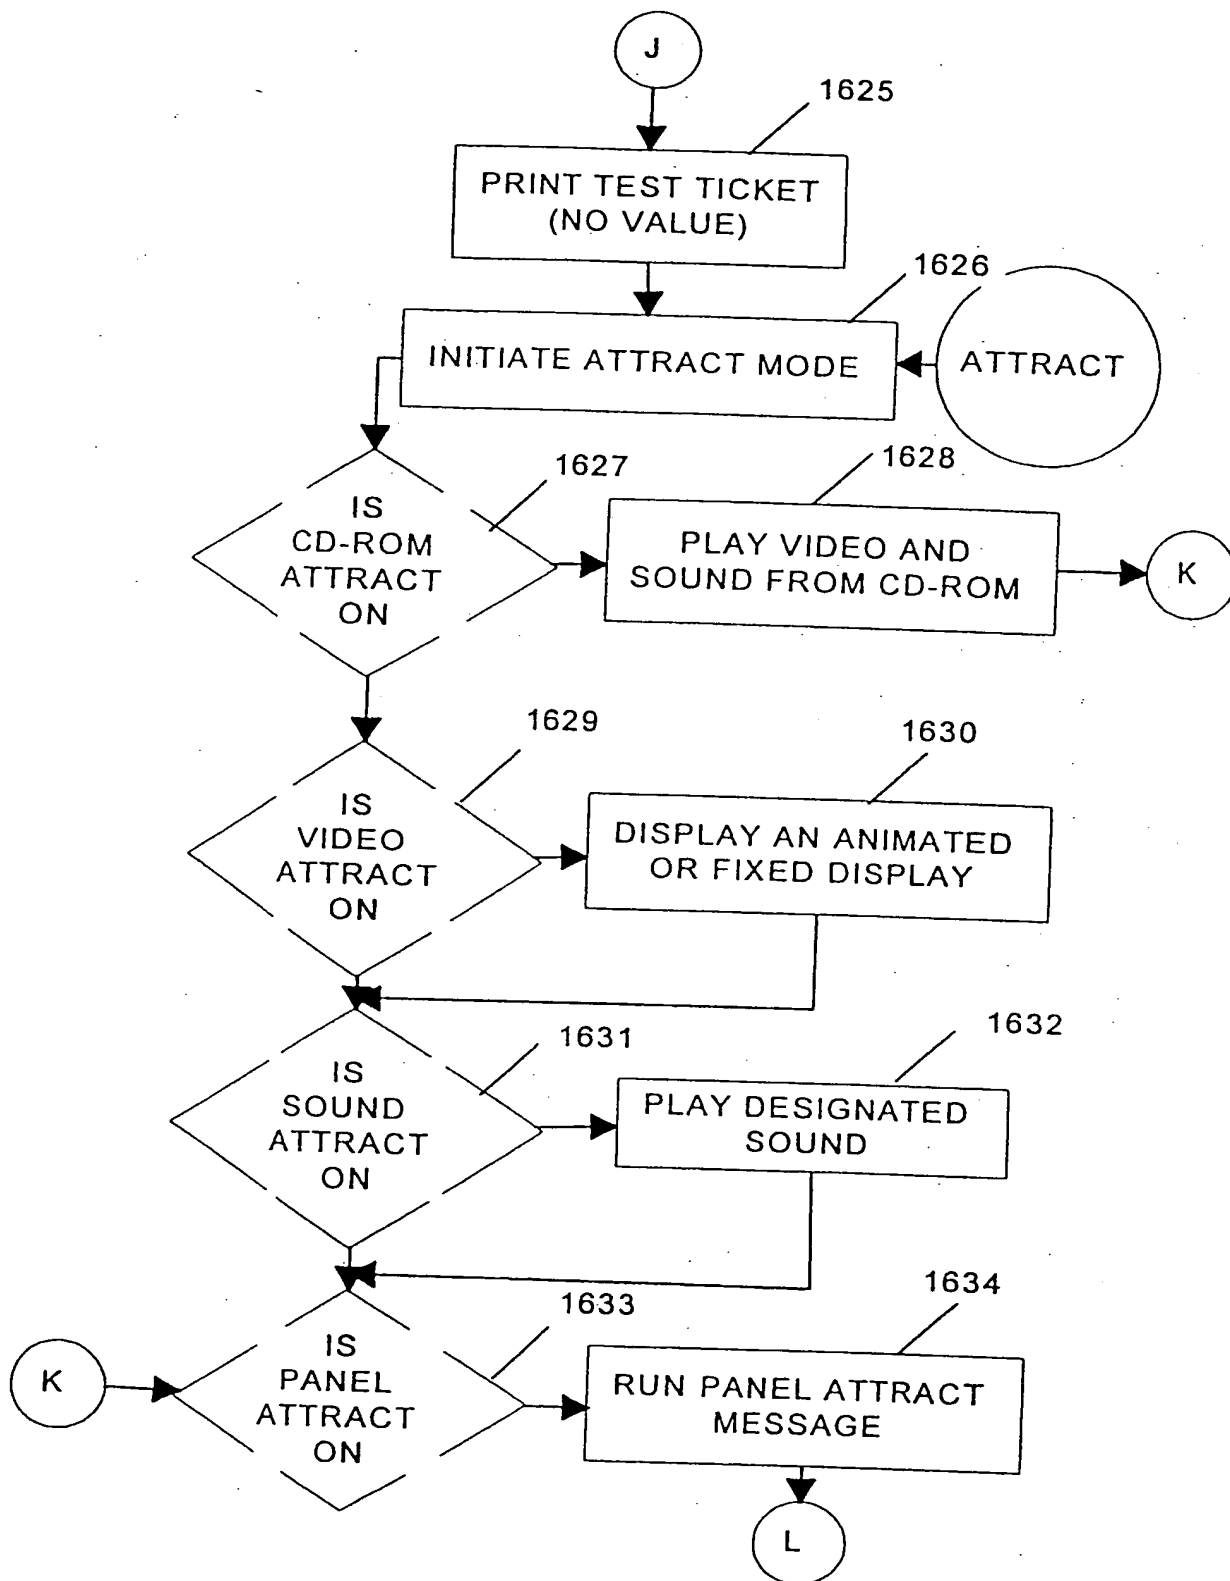 J
1625
PRINT TEST TICKET
(NO VALUE)
1626
INITIATE ATTRACT MODE
ATTRACT
1627
IS
CD-ROM
ATTRACT
ON
1628
PLAY VIDEO AND
SOUND FROM CD-ROM
K
1629
IS
VIDEO
ATTRACT
ON
1630
DISPLAY AN ANIMATED
OR FIXED DISPLAY
1631
IS
SOUND
ATTRACT
ON
1632
PLAY DESIGNATED
SOUND
K
1633
IS
PANEL
ATTRACT
ON
1634
RUN PANEL ATTRACT
MESSAGE
L